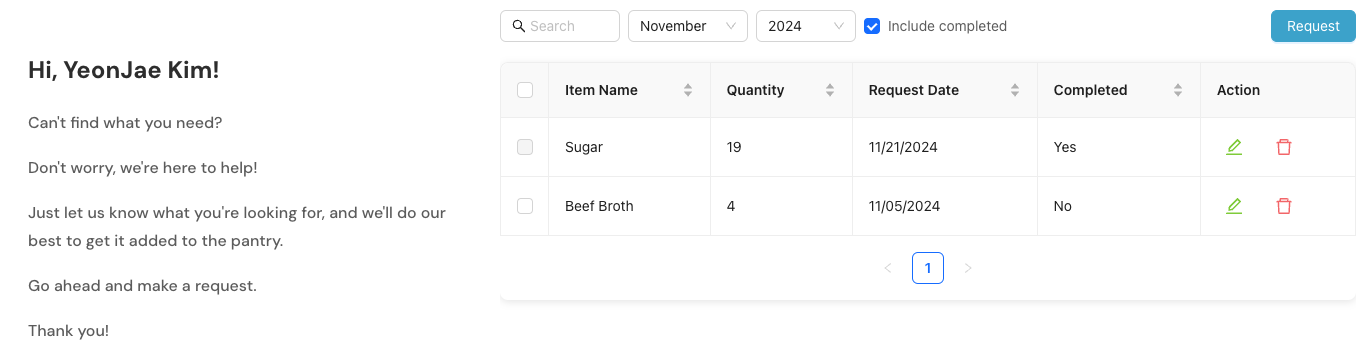 Hi, YeonJae Kim!
Can't find what you need?
Don't worry, we're here to help!
Just let us know what you're looking for, and we'll do our
best to get it added to the pantry.
Go ahead and make a request.
Thank you!
Search November 2024 Include completed Request
Item Name Quantity Request Date Completed Action
Sugar 19 11/21/2024 Yes
Beef Broth 4 11/05/2024 No
1